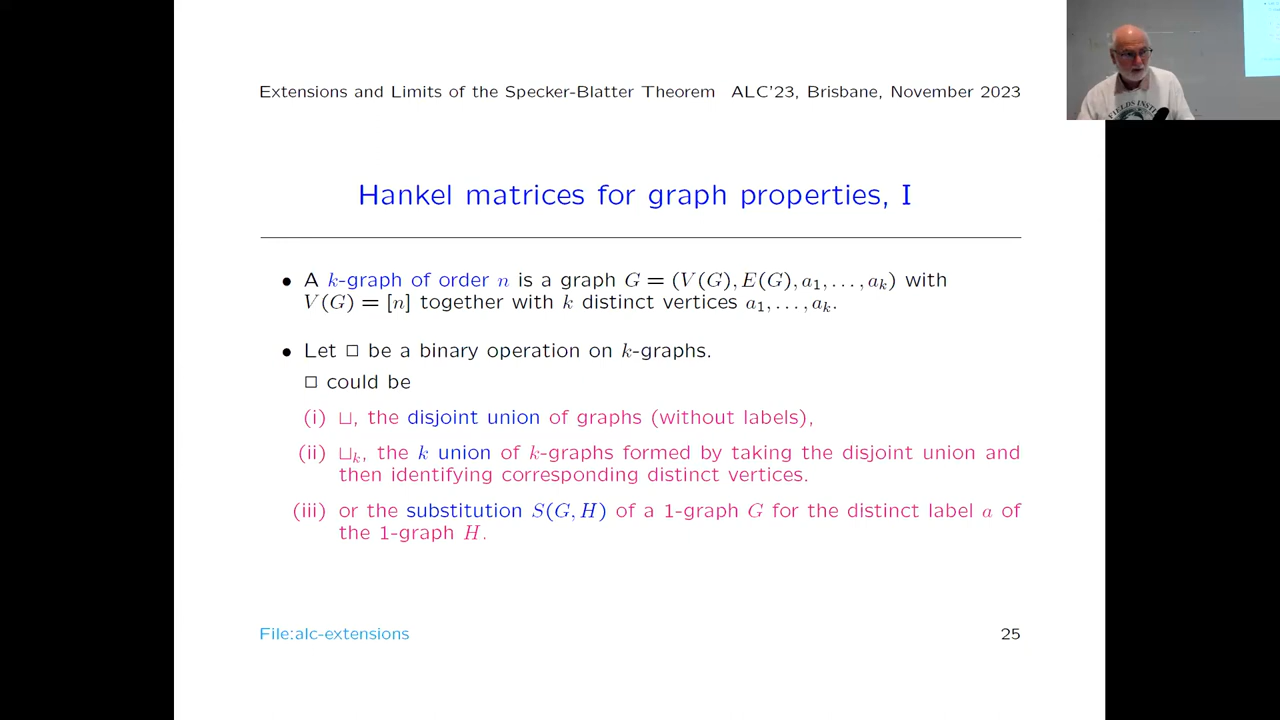 Extensions and Limits of the Specker-Blatter Theorem ALC'23, Brisbane, November 2023
Hankel matrices for graph properties, I
• A k-graph of order n is a graph G = (V(G), E(G), a₁, . . . , aₖ) with
V(G) = [n] together with k distinct vertices a₁, . . . , aₖ.
• Let □ be a binary operation on k-graphs.
□ could be
(i) ⊔, the disjoint union of graphs (without labels),
(ii) ⊔ₖ, the k union of k-graphs formed by taking the disjoint union and
then identifying corresponding distinct vertices.
(iii) or the substitution S(G, H) of a 1-graph G for the distinct label a of
the 1-graph H.
File:alc-extensions
25